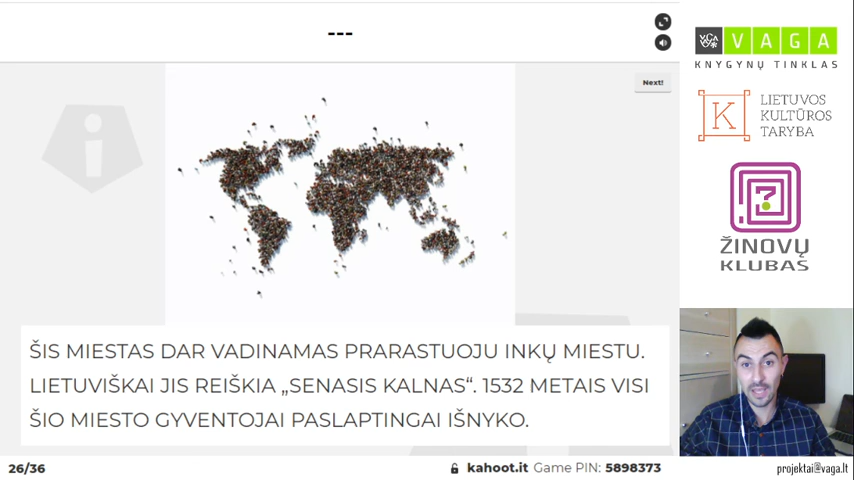 ---
Next!
ŠIS MIESTAS DAR VADINAMAS PRARASTUOJU INKŲ MIESTU.
LIETUVIŠKAI JIS REIŠKIA „SENASIS KALNAS“. 1532 METAIS VISI
ŠIO MIESTO GYVENTOJAI PASLAPTINGAI IŠNYKO.
26/36
kahoot.it Game PIN: 5898373
VAGA
KNYGYNŲ TINKLAS
K
LIETUVOS
KULTŪROS
TARYBA
?
ŽINOVŲ
KLUBAS
projektai@vaga.lt